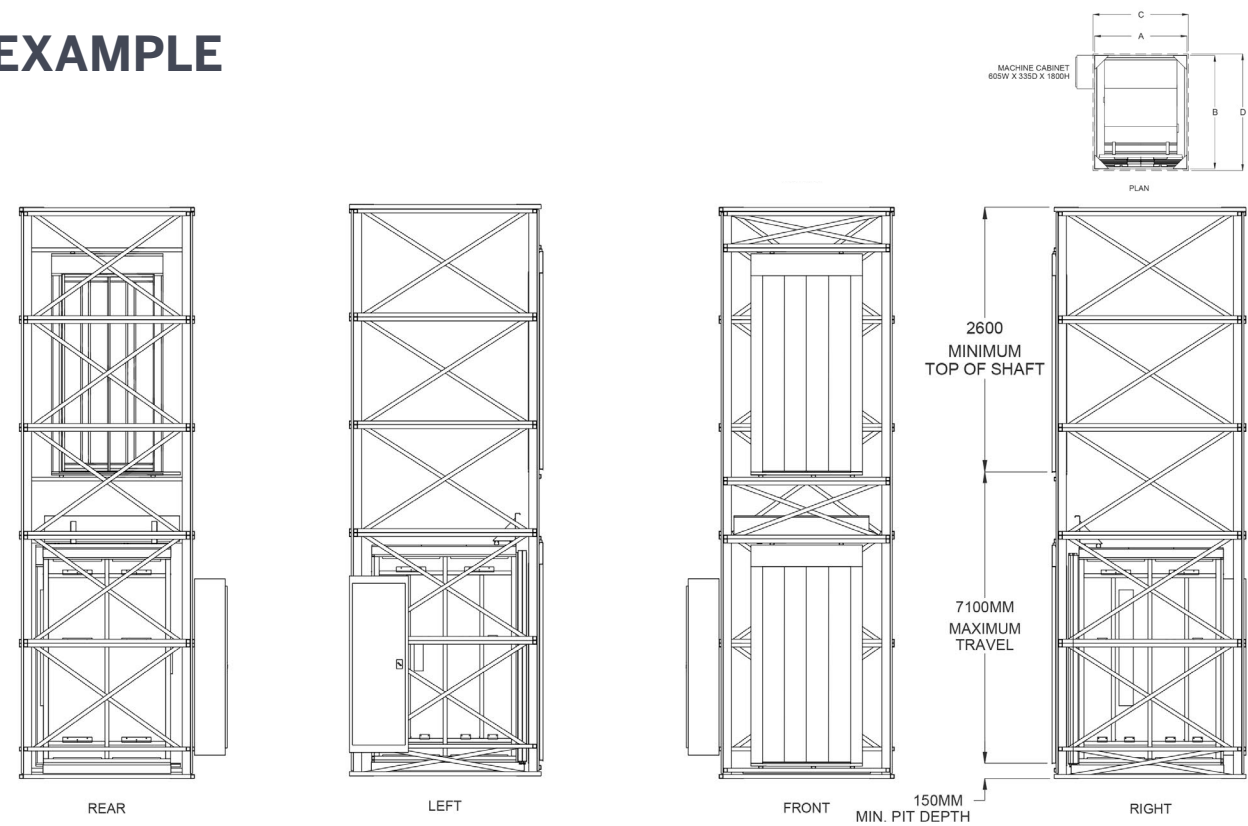 EXAMPLE
C
A
MACHINE CABINET
605W X 335D X 1800H
B
D
PLAN
2600
MINIMUM
TOP OF SHAFT
7100MM
MAXIMUM
TRAVEL
150MM
MIN. PIT DEPTH
REAR
LEFT
FRONT
RIGHT